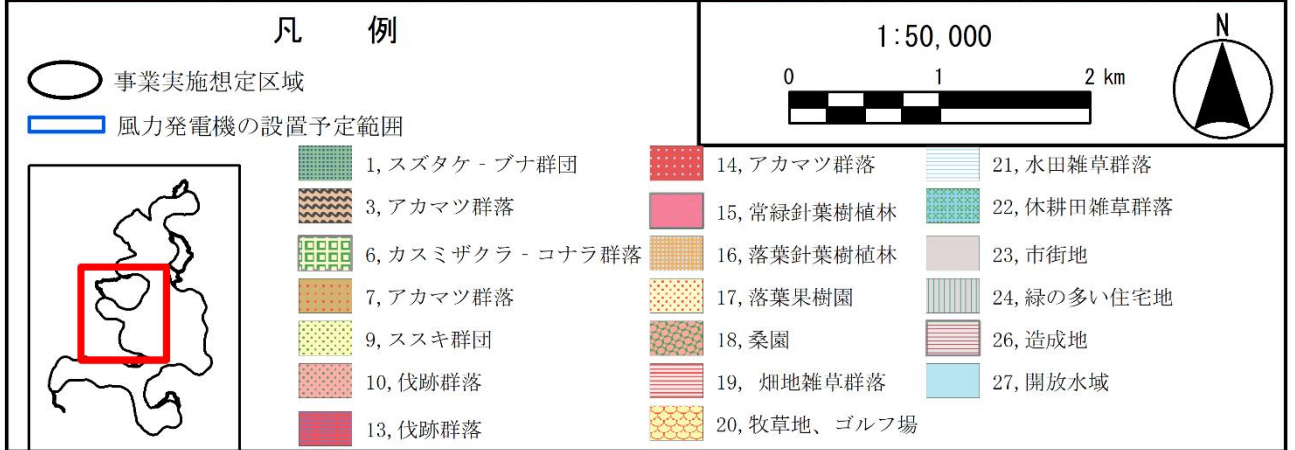 凡 例
事業実施想定区域
風力発電機の設置予定範囲
1:50,000
0 1 2 km
N
1, スズタケ‐ブナ群団
3, アカマツ群落
6, カスミザクラ‐コナラ群落
7, アカマツ群落
9, ススキ群団
10, 伐跡群落
13, 伐跡群落
14, アカマツ群落
15, 常緑針葉樹植林
16, 落葉針葉樹植林
17, 落葉果樹園
18, 桑園
19, 畑地雑草群落
20, 牧草地、ゴルフ場
21, 水田雑草群落
22, 休耕田雑草群落
23, 市街地
24, 緑の多い住宅地
26, 造成地
27, 開放水域